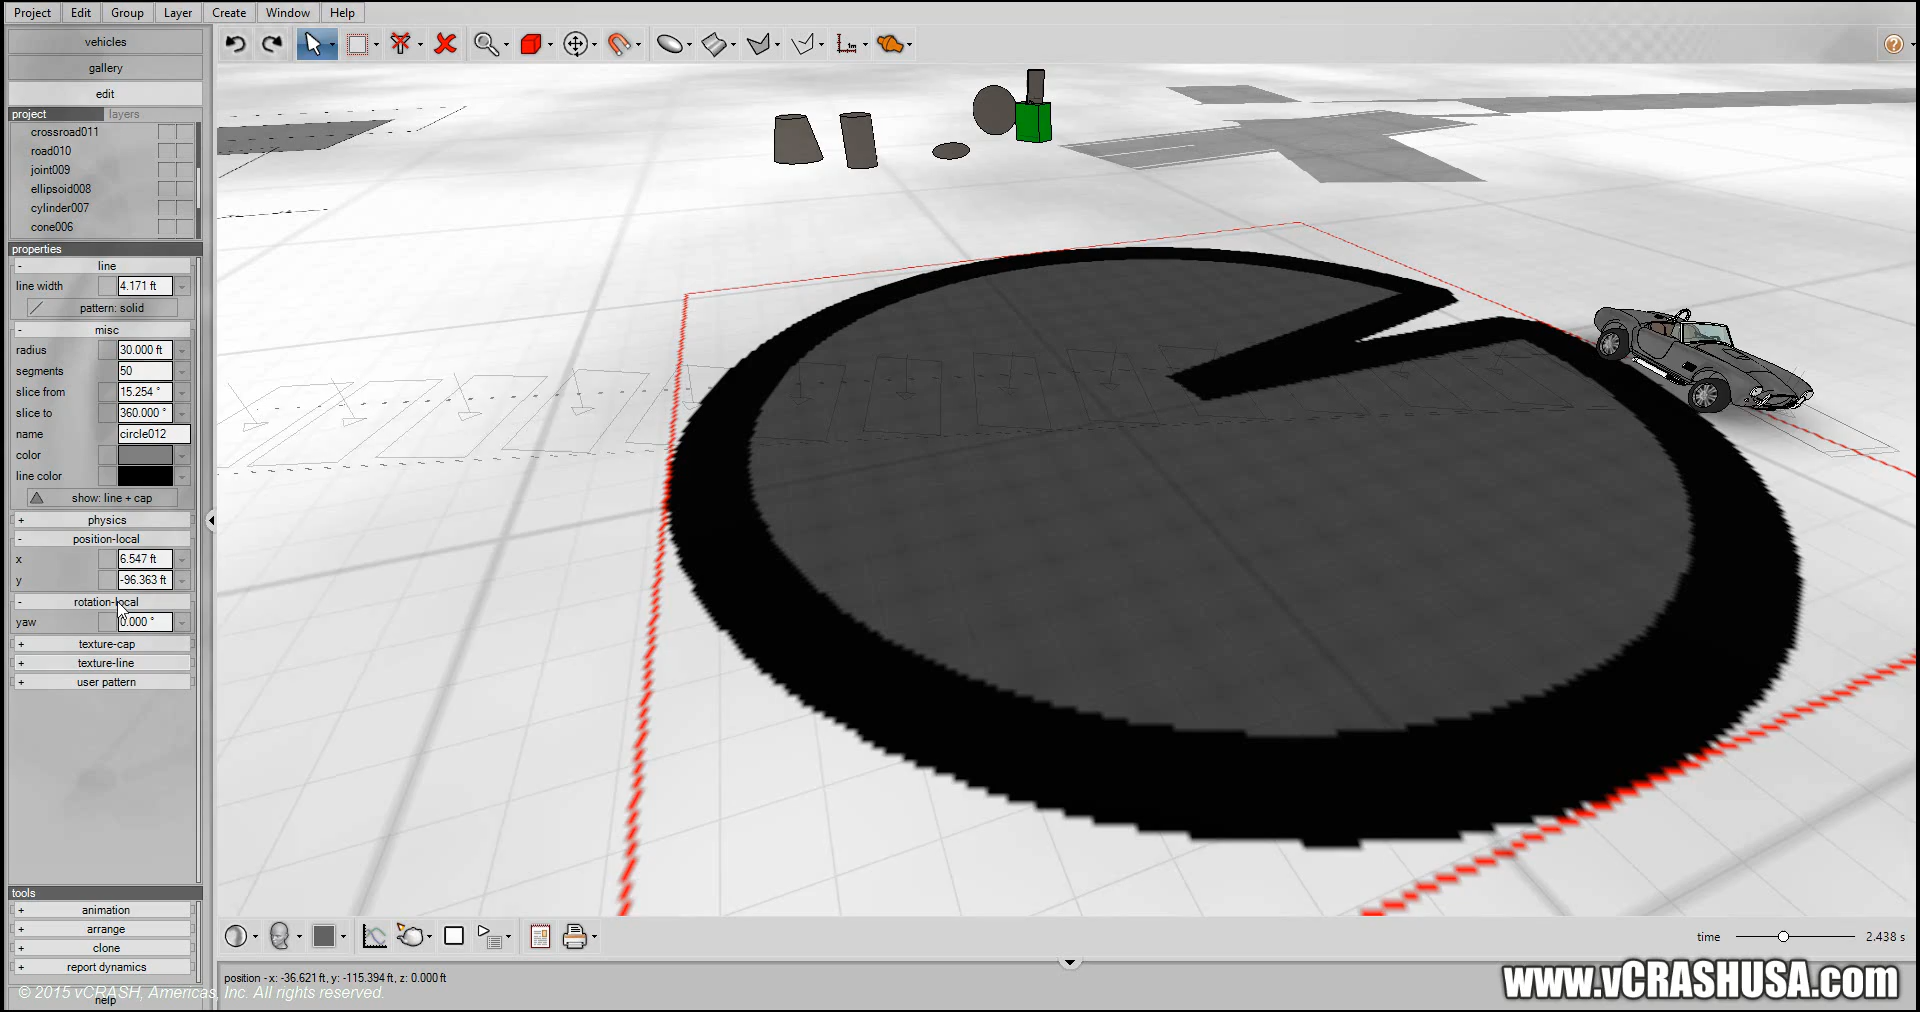 Project Edit Group Layer Create Window Help
vehicles
gallery
edit
project layers
crossroad011
road010
joint009
ellipsoid008
cylinder007
cone006
properties
- line
line width 4.171 ft
pattern: solid
- misc
radius 30.000 ft
segments 50
slice from 15.254 °
slice to 360.000 °
name circle012
color
line color
show: line + cap
+ physics
- position-local
x 6.547 ft
y -96.363 ft
- rotation-local
yaw 0.000 °
+ texture-cap
+ texture-line
+ user pattern
tools
+ animation
+ arrange
+ clone
+ report dynamics
help
time 2.438 s
position - x: -36.621 ft, y: -115.394 ft, z: 0.000 ft
© 2015 vCRASH, Americas, Inc. All rights reserved.
www.vCRASHUSA.com